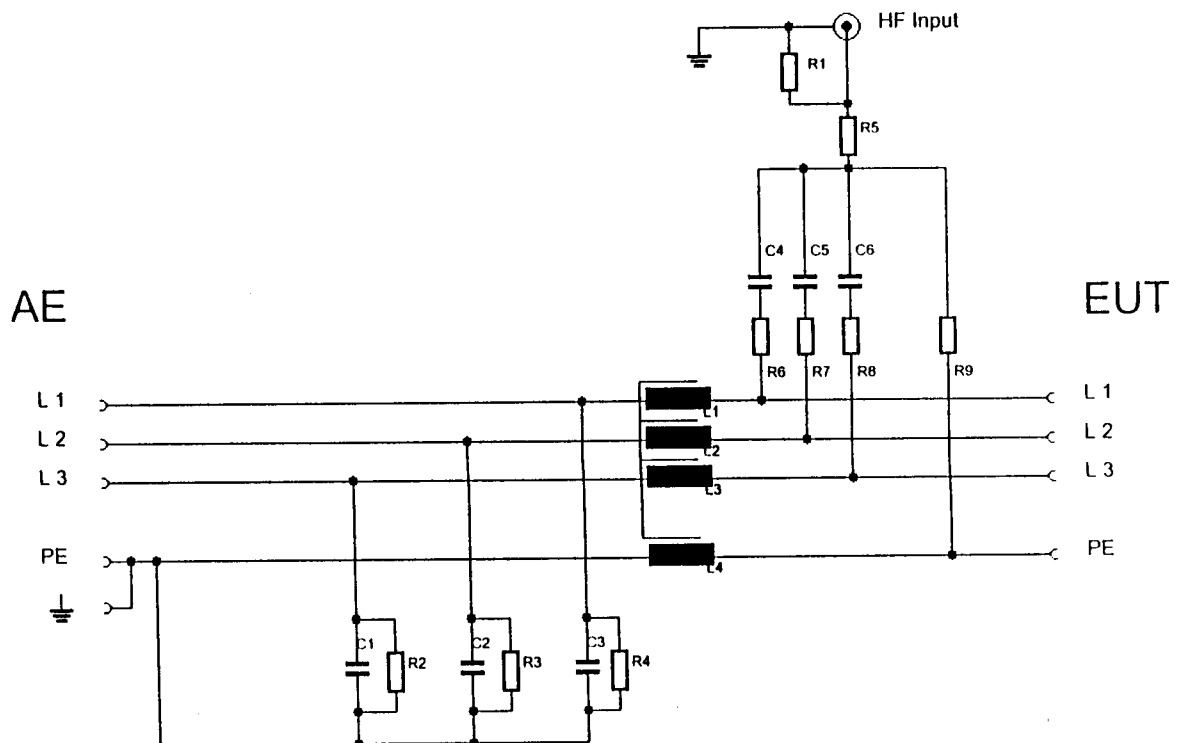 HF Input
R1
R5
C4 C5 C6
AE
EUT
R6 R7 R8 R9
L 1
L1
L 1
L 2
L2
L 2
L 3
L3
L 3
PE
L4
PE
C1 R2 C2 R3 C3 R4